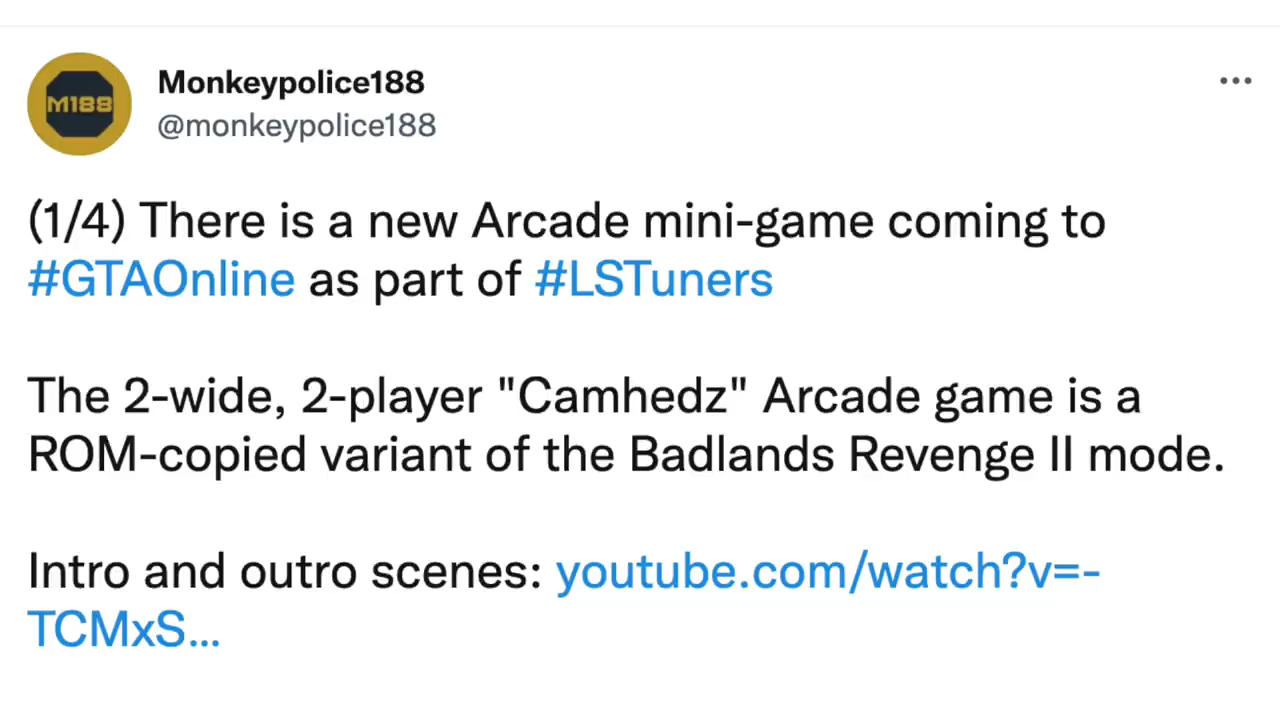 M188
Monkeypolice188
@monkeypolice188
(1/4) There is a new Arcade mini-game coming to
#GTAOnline as part of #LSTuners
The 2-wide, 2-player "Camhedz" Arcade game is a
ROM-copied variant of the Badlands Revenge II mode.
Intro and outro scenes: youtube.com/watch?v=-
TCMxS...